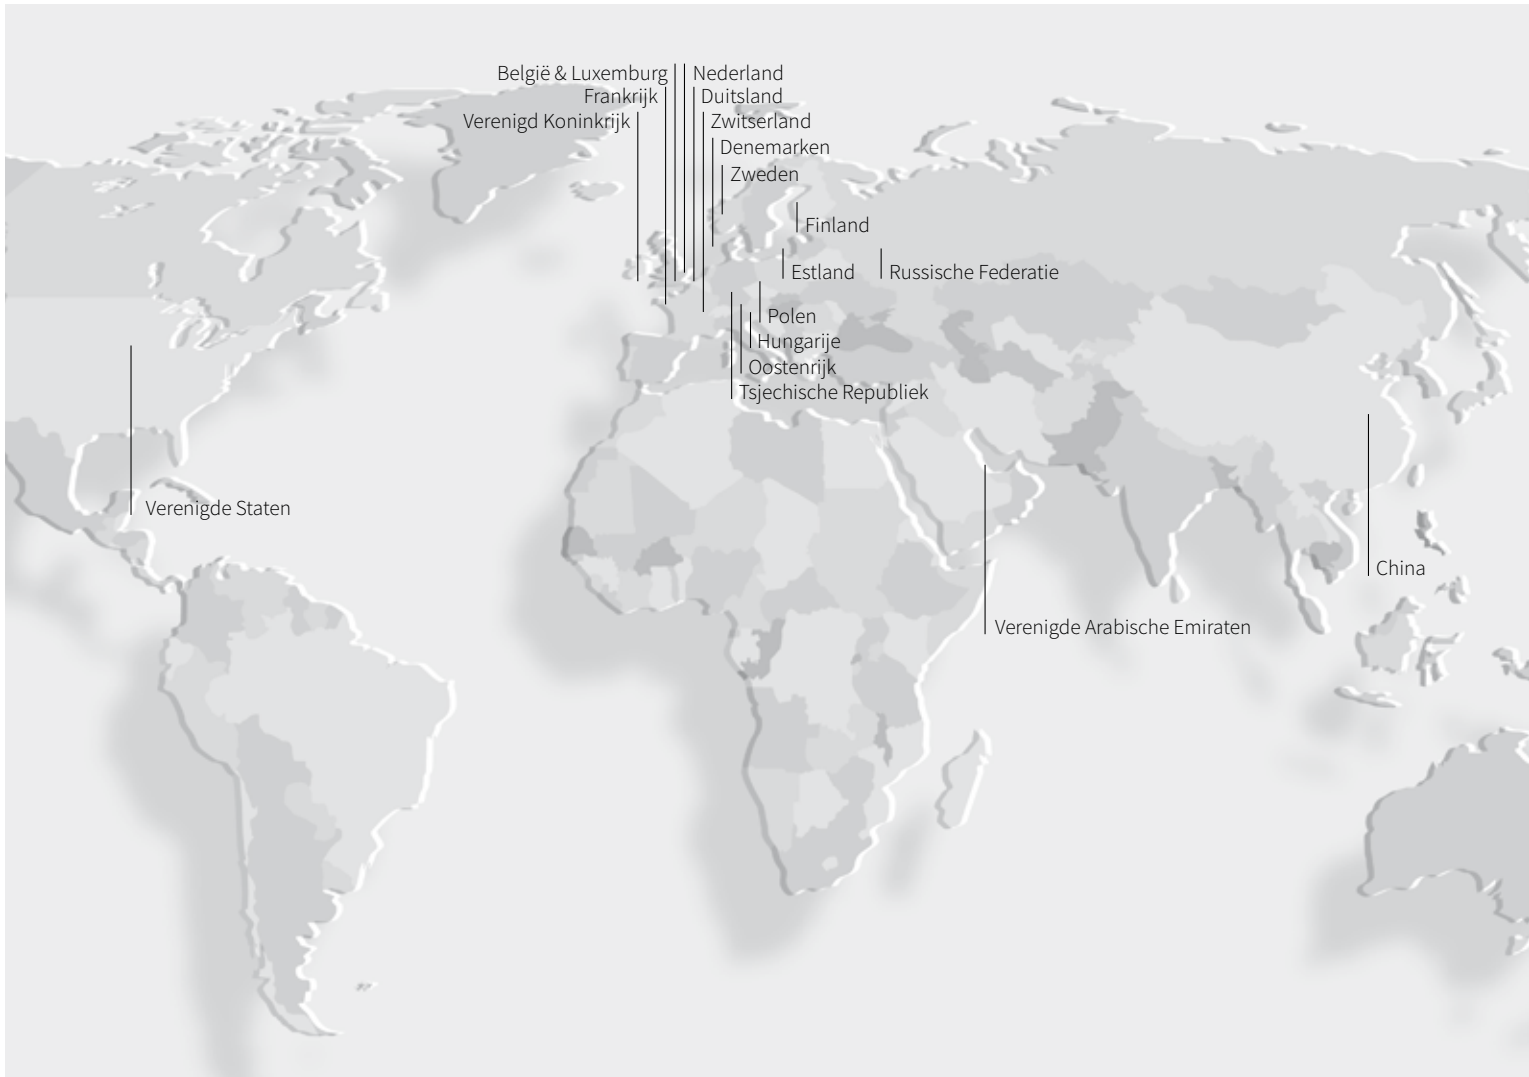 België & Luxemburg
Nederland
Frankrijk
Duitsland
Verenigd Koninkrijk
Zwitserland
Denemarken
Zweden
Finland
Estland
Russische Federatie
Polen
Hungarije
Oostenrijk
Tsjechische Republiek
Verenigde Staten
China
Verenigde Arabische Emiraten